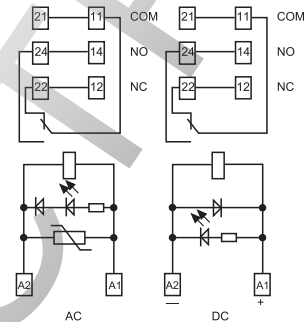 21 11 COM 21 11 COM
24 14 NO 24 14 NO
22 12 NC 22 12 NC
A2 A1 A2 A1
— +
AC DC